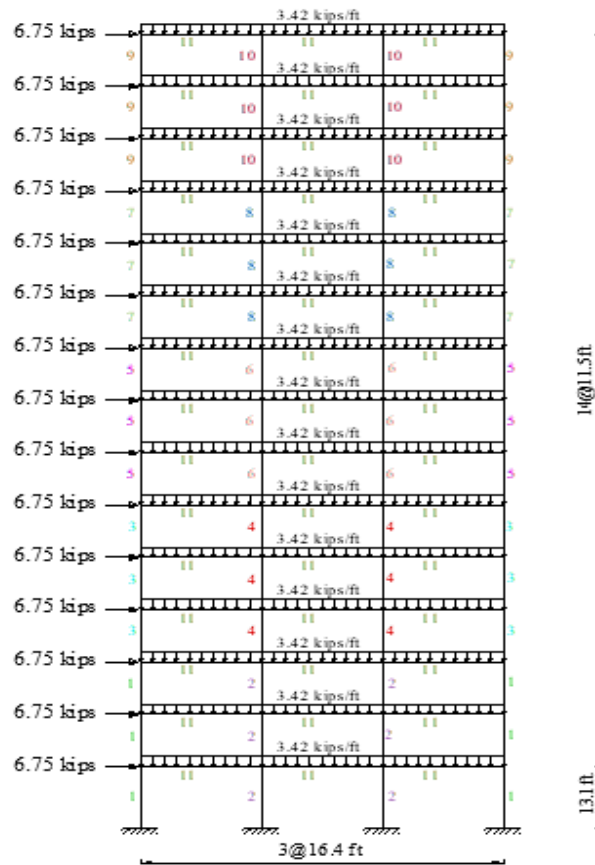 3.42 kips/ft
6.75 kips
11 11 11
9 10 10 9
3.42 kips/ft
6.75 kips
11 11 11
9 10 10 9
3.42 kips/ft
6.75 kips
11 11 11
9 10 10 9
3.42 kips/ft
6.75 kips
11 11 11
7 8 8 7
3.42 kips/ft
6.75 kips
11 11 11
7 8 8 7
3.42 kips/ft
6.75 kips
11 11 11
7 8 8 7
3.42 kips/ft
6.75 kips
11 11 11
5 6 6 5
3.42 kips/ft
14@11.5ft
6.75 kips
11 11 11
5 6 6 5
3.42 kips/ft
6.75 kips
11 11 11
5 6 6 5
3.42 kips/ft
6.75 kips
11 11 11
3 4 4 3
3.42 kips/ft
6.75 kips
11 11 11
3 4 4 3
3.42 kips/ft
6.75 kips
11 11 11
3 4 4 3
3.42 kips/ft
6.75 kips
11 11 11
1 2 2 1
3.42 kips/ft
6.75 kips
11 11 11
1 2 2 1
3.42 kips/ft
6.75 kips
11 11 11
1 2 2 1
13.1ft
3@16.4 ft